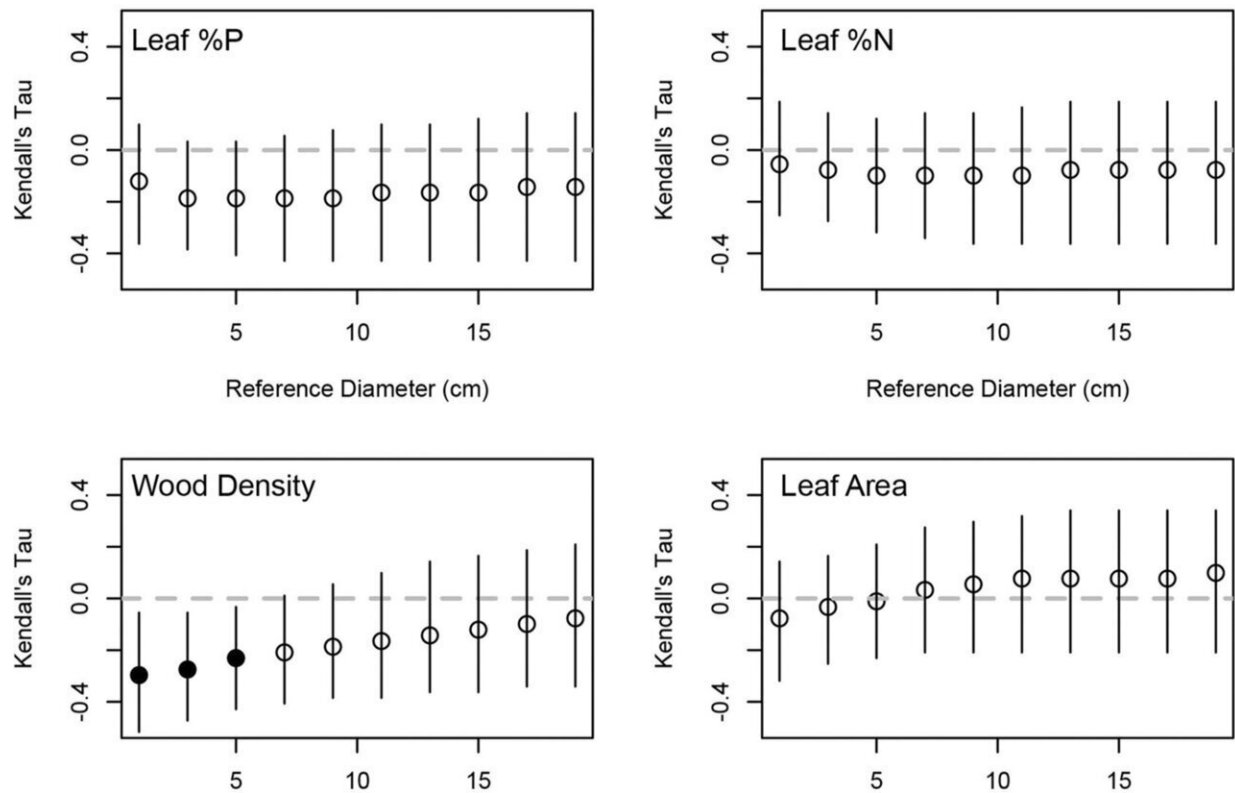 Leaf %P
Kendall's Tau
0.4
0.0
-0.4
5 10 15
Reference Diameter (cm)
Leaf %N
Kendall's Tau
0.4
0.0
-0.4
5 10 15
Reference Diameter (cm)
Wood Density
Kendall's Tau
0.4
0.0
-0.4
5 10 15
Leaf Area
Kendall's Tau
0.4
0.0
-0.4
5 10 15